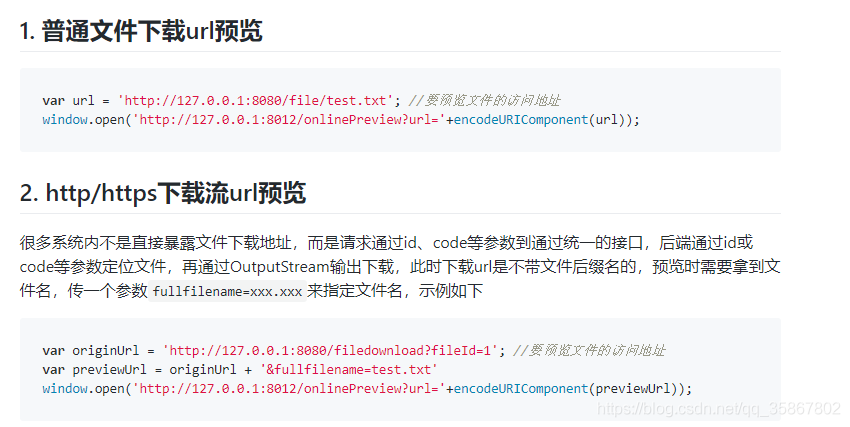 1. 普通文件下载url预览
var url = 'http://127.0.0.1:8080/file/test.txt'; //要预览文件的访问地址
window.open('http://127.0.0.1:8012/onlinePreview?url='+encodeURIComponent(url));
2. http/https下载流url预览
很多系统内不是直接暴露文件下载地址，而是请求通过id、code等参数到通过统一的接口，后端通过id或
code等参数定位文件，再通过OutputStream输出下载，此时下载url是不带文件后缀名的，预览时需要拿到文
件名，传一个参数 fullfilename=xxx.xxx 来指定文件名，示例如下
var originUrl = 'http://127.0.0.1:8080/filedownload?fileId=1'; //要预览文件的访问地址
var previewUrl = originUrl + '&fullfilename=test.txt'
window.open('http://127.0.0.1:8012/onlinePreview?url='+encodeURIComponent(previewUrl));
https://blog.csdn.net/qq_35867802